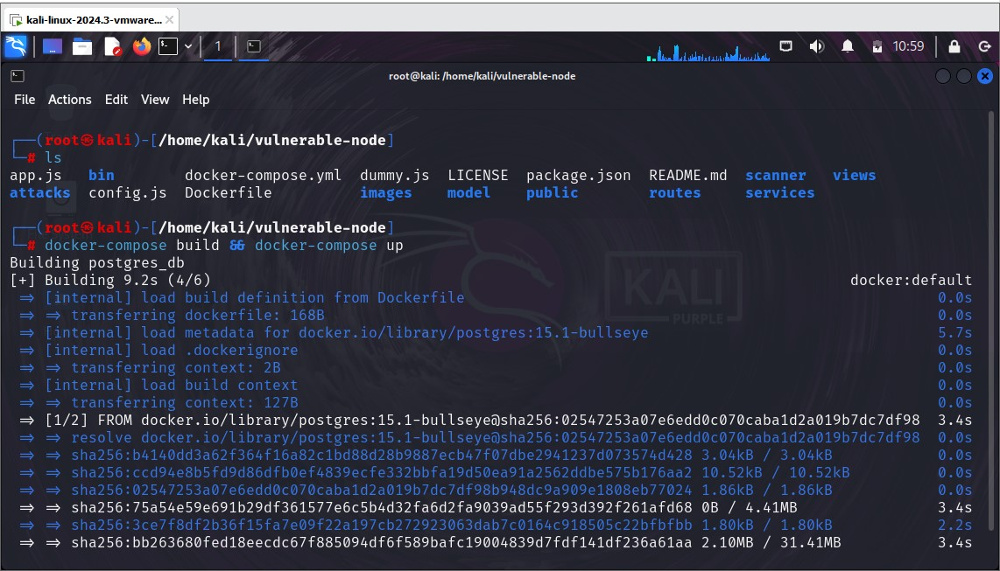 kali-linux-2024.3-vmware...
1
10:59
root@kali: /home/kali/vulnerable-node
File Actions Edit View Help
┌──(root㉿kali)-[/home/kali/vulnerable-node]
└─# ls
app.js bin docker-compose.yml dummy.js LICENSE package.json README.md scanner views
attacks config.js Dockerfile images model public routes services
┌──(root㉿kali)-[/home/kali/vulnerable-node]
└─# docker-compose build && docker-compose up
Building postgres_db
[+] Building 9.2s (4/6) docker:default
=> [internal] load build definition from Dockerfile 0.0s
=> => transferring dockerfile: 168B 0.0s
=> [internal] load metadata for docker.io/library/postgres:15.1-bullseye 5.7s
=> [internal] load .dockerignore 0.0s
=> => transferring context: 2B 0.0s
=> [internal] load build context 0.0s
=> => transferring context: 127B 0.0s
=> [1/2] FROM docker.io/library/postgres:15.1-bullseye@sha256:02547253a07e6edd0c070caba1d2a019b7dc7df98 3.4s
=> => resolve docker.io/library/postgres:15.1-bullseye@sha256:02547253a07e6edd0c070caba1d2a019b7dc7df98 0.0s
=> => sha256:b4140dd3a62f364f16a82c1bd88d28b9887ecb47f07dbe2941237d073574d428 3.04kB / 3.04kB 0.0s
=> => sha256:ccd94e8b5fd9d86dfb0ef4839ecfe332bbfa19d50ea91a2562ddbe575b176aa2 10.52kB / 10.52kB 0.0s
=> => sha256:02547253a07e6edd0c070caba1d2a019b7dc7df98b948dc9a909e1808eb77024 1.86kB / 1.86kB 0.0s
=> => sha256:75a54e59e691b29df361577e6c5b4d32fa6d2fa9039ad55f293d392f261afd68 0B / 4.41MB 3.4s
=> => sha256:3ce7f8df2b36f15fa7e09f22a197cb272923063dab7c0164c918505c22bfbfbb 1.80kB / 1.80kB 2.2s
=> => sha256:bb263680fed18eecdc67f885094df6f589bafc19004839d7fdf141df236a61aa 2.10MB / 31.41MB 3.4s
KALI
PURPLE